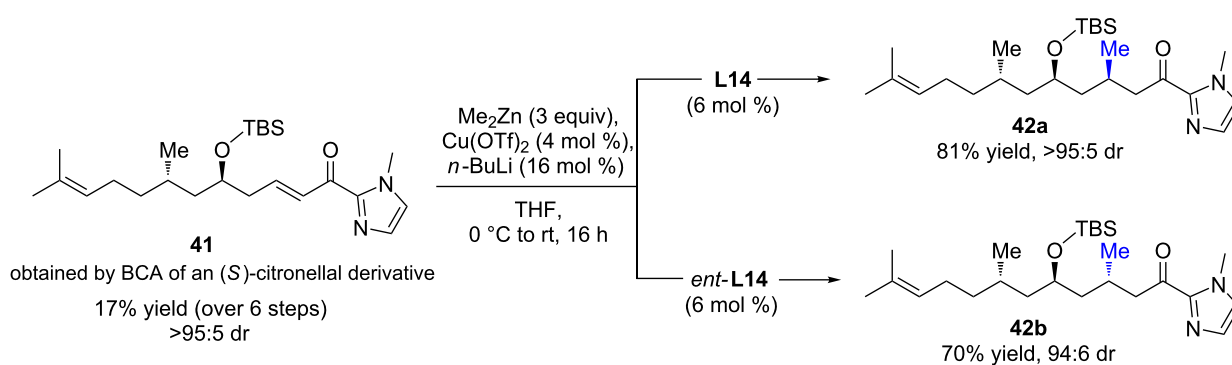 TBS
Me
O
O
N
N
41
obtained by BCA of an (S)-citronellal derivative
17% yield (over 6 steps)
>95:5 dr
Me2Zn (3 equiv),
Cu(OTf)2 (4 mol %),
n-BuLi (16 mol %)
THF,
0 °C to rt, 16 h
L14
(6 mol %)
TBS
Me
O
Me
O
N
N
42a
81% yield, >95:5 dr
ent-L14
(6 mol %)
TBS
Me
O
Me
O
N
N
42b
70% yield, 94:6 dr